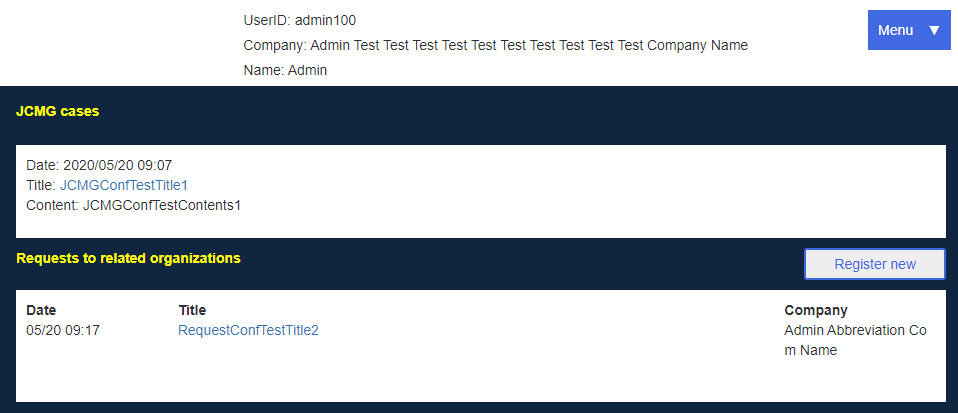 UserID: admin100
Company: Admin Test Test Test Test Test Test Test Test Test Test Company Name
Name: Admin
Menu ▼
JCMG cases
Date: 2020/05/20 09:07
Title: JCMGConfTestTitle1
Content: JCMGConfTestContents1
Requests to related organizations
Register new
Date Title Company
05/20 09:17 RequestConfTestTitle2 Admin Abbreviation Co
m Name